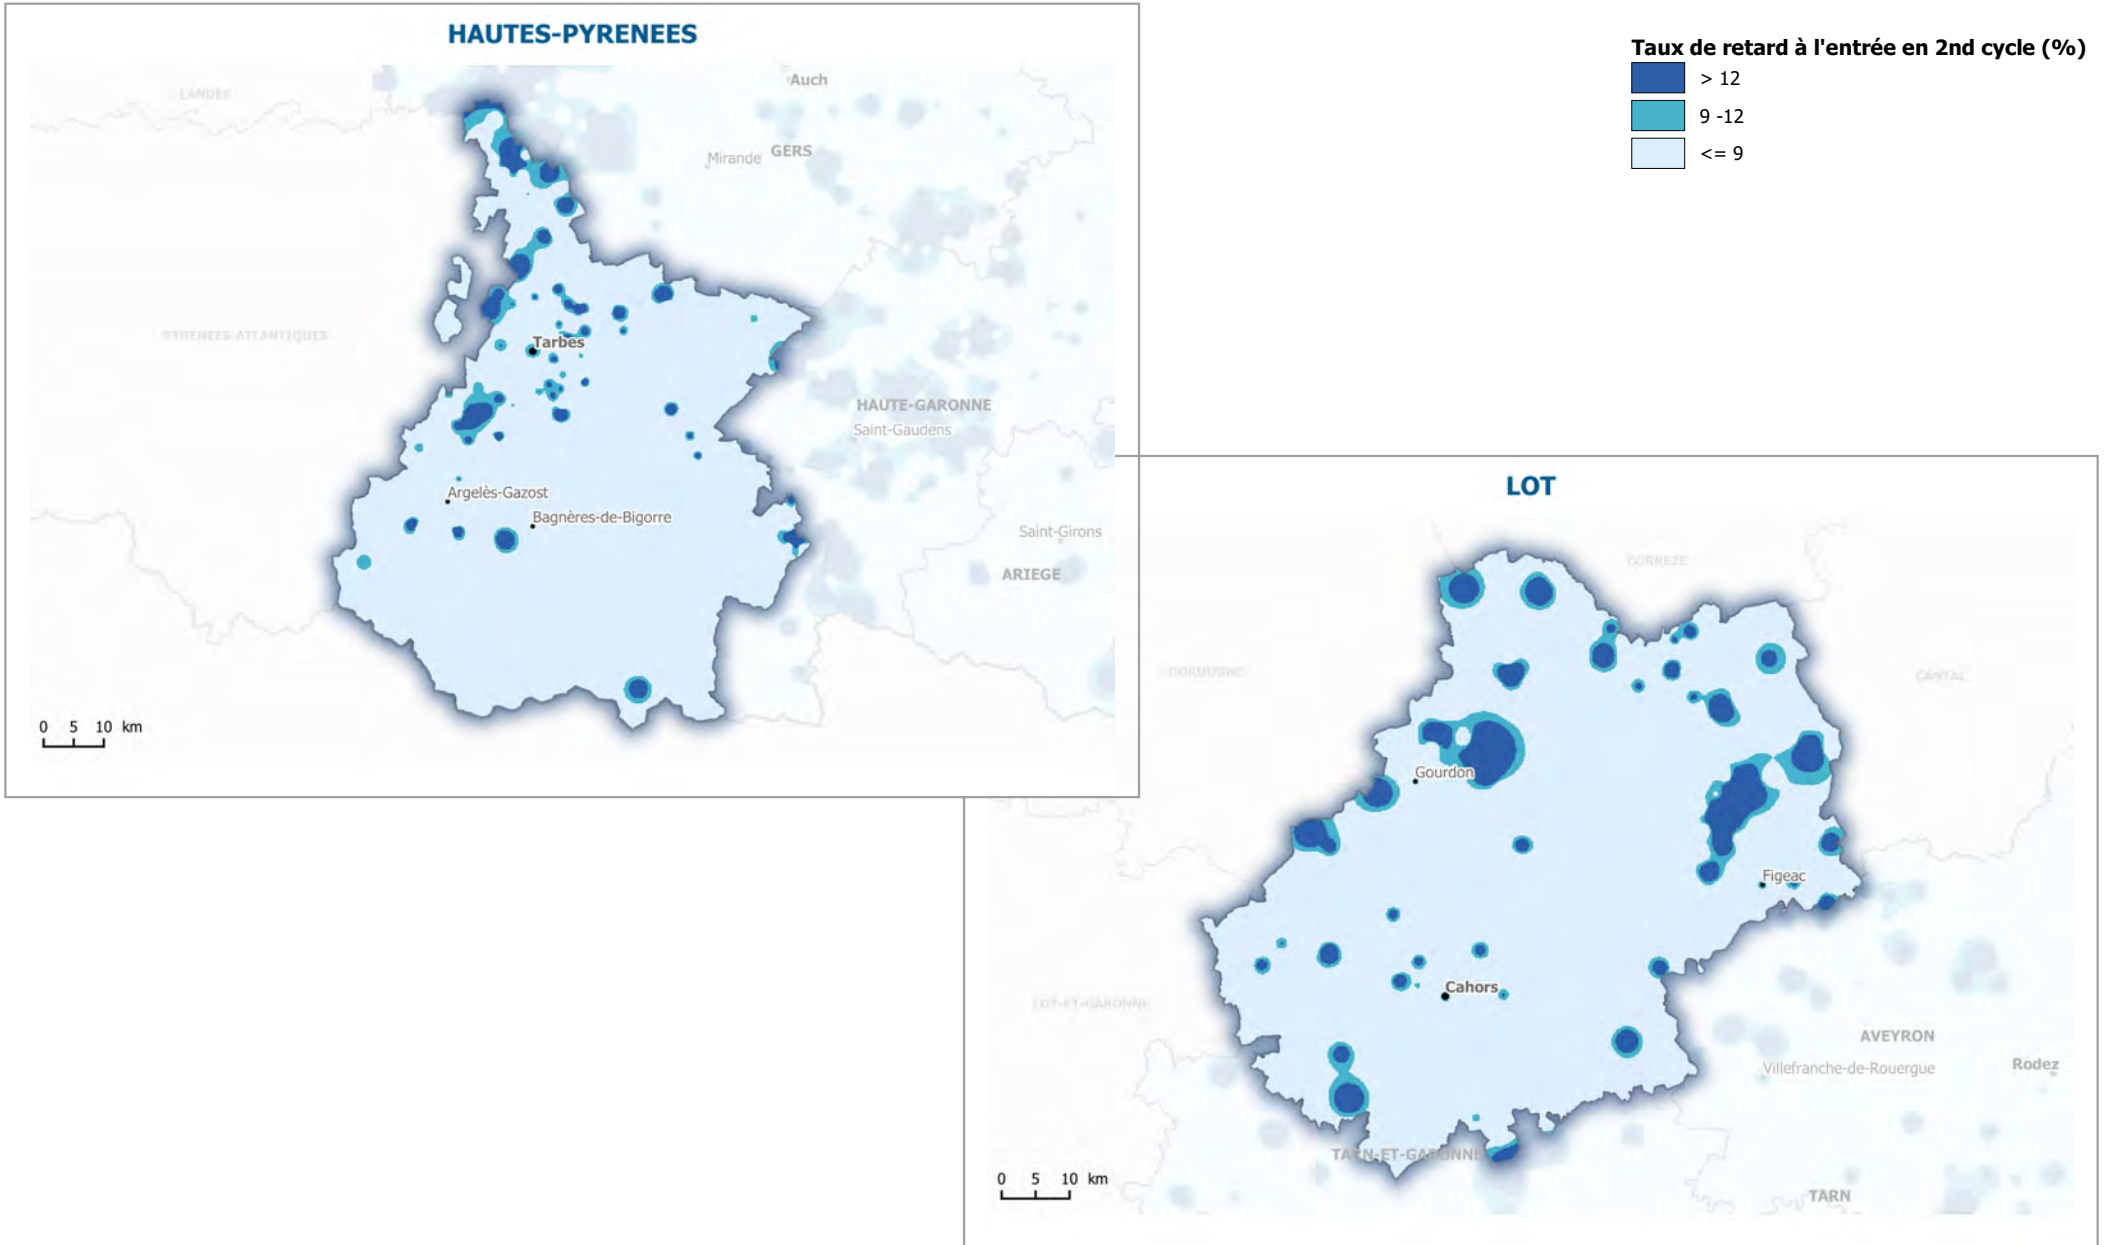 HAUTES-PYRENEES
Taux de retard à l'entrée en 2nd cycle (%)
> 12
9 -12
<= 9
Auch
LANDES
Mirande
GERS
PYRENEES-ATLANTIQUES
Tarbes
HAUTE-GARONNE
Saint-Gaudens
Argelès-Gazost
Bagnères-de-Bigorre
Saint-Girons
ARIEGE
0 5 10 km
LOT
CORREZE
DORDOGNE
CANTAL
Gourdon
Figeac
Cahors
LOT-ET-GARONNE
AVEYRON
Villefranche-de-Rouergue
Rodez
TARN-ET-GARONNE
0 5 10 km
TARN